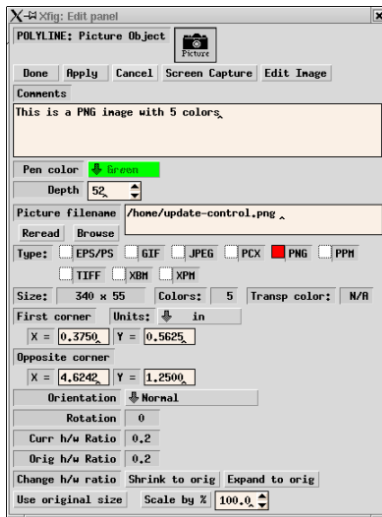 Xfig: Edit panel
POLYLINE: Picture Object
Picture
Done Apply Cancel Screen Capture Edit Image
Comments
This is a PNG image with 5 colors
Pen color Green
Depth 52
Picture filename /home/update-control.png
Reread Browse
Type: EPS/PS GIF JPEG PCX PNG PPM
TIFF XBM XPM
Size: 340 x 55 Colors: 5 Transp color: N/A
First corner Units: in
X = 0.3750 Y = 0.5625
Opposite corner
X = 4.6242 Y = 1.2500
Orientation Normal
Rotation 0
Curr h/w Ratio 0.2
Orig h/w Ratio 0.2
Change h/w ratio Shrink to orig Expand to orig
Use original size Scale by % 100.0